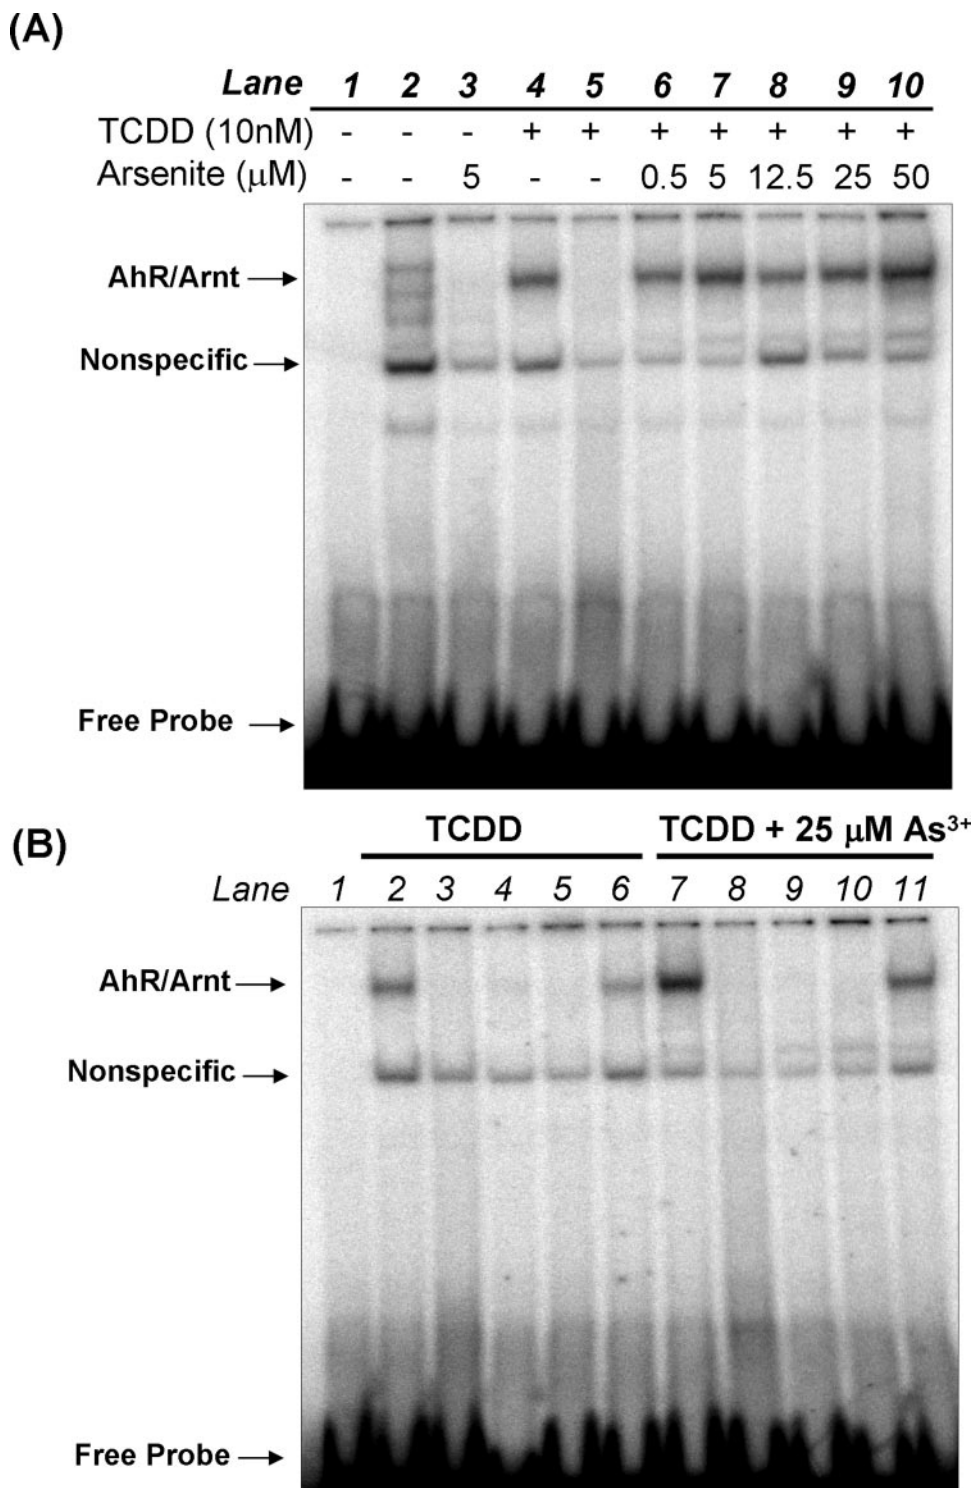 (A)
Lane 1 2 3 4 5 6 7 8 9 10
TCDD (10nM) - - - + + + + + + +
Arsenite (μM) - - 5 - - 0.5 5 12.5 25 50
AhR/Arnt
Nonspecific
Free Probe
(B)
TCDD TCDD + 25 μM As³⁺
Lane 1 2 3 4 5 6 7 8 9 10 11
AhR/Arnt
Nonspecific
Free Probe